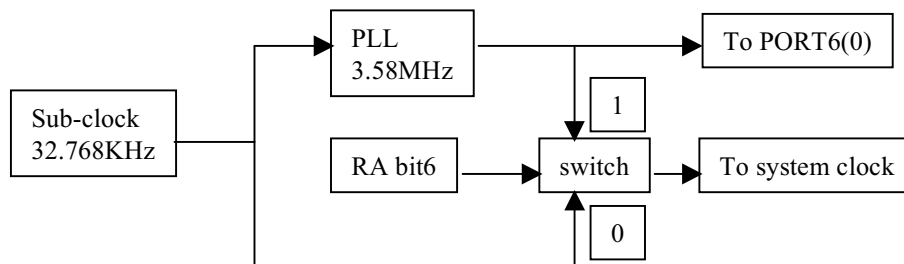 PLL
3.58MHz
To PORT6(0)
Sub-clock
32.768KHz
1
RA bit6
switch
To system clock
0